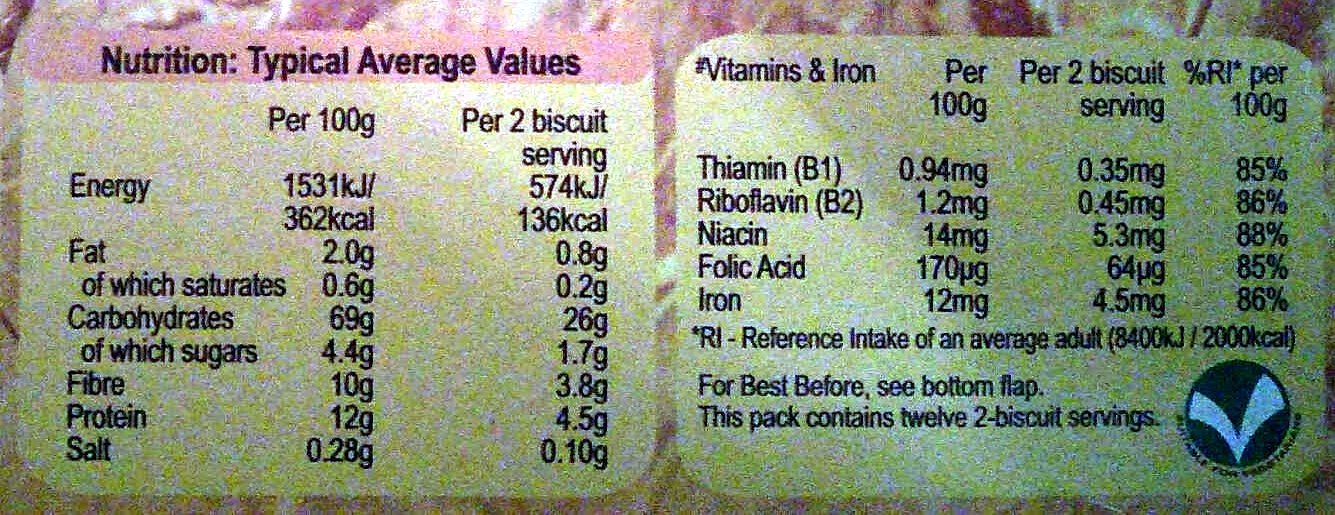 Nutrition: Typical Average Values
Per 100g Per 2 biscuit
serving
Energy 1531kJ/ 574kJ/
362kcal 136kcal
Fat 2.0g 0.8g
of which saturates 0.6g 0.2g
Carbohydrates 69g 26g
of which sugars 4.4g 1.7g
Fibre 10g 3.8g
Protein 12g 4.5g
Salt 0.28g 0.10g
#Vitamins & Iron Per Per 2 biscuit %RI* per
100g serving 100g
Thiamin (B1) 0.94mg 0.35mg 85%
Riboflavin (B2) 1.2mg 0.45mg 86%
Niacin 14mg 5.3mg 88%
Folic Acid 170µg 64µg 85%
Iron 12mg 4.5mg 86%
*RI - Reference Intake of an average adult (8400kJ / 2000kcal)
For Best Before, see bottom flap.
This pack contains twelve 2-biscuit servings.